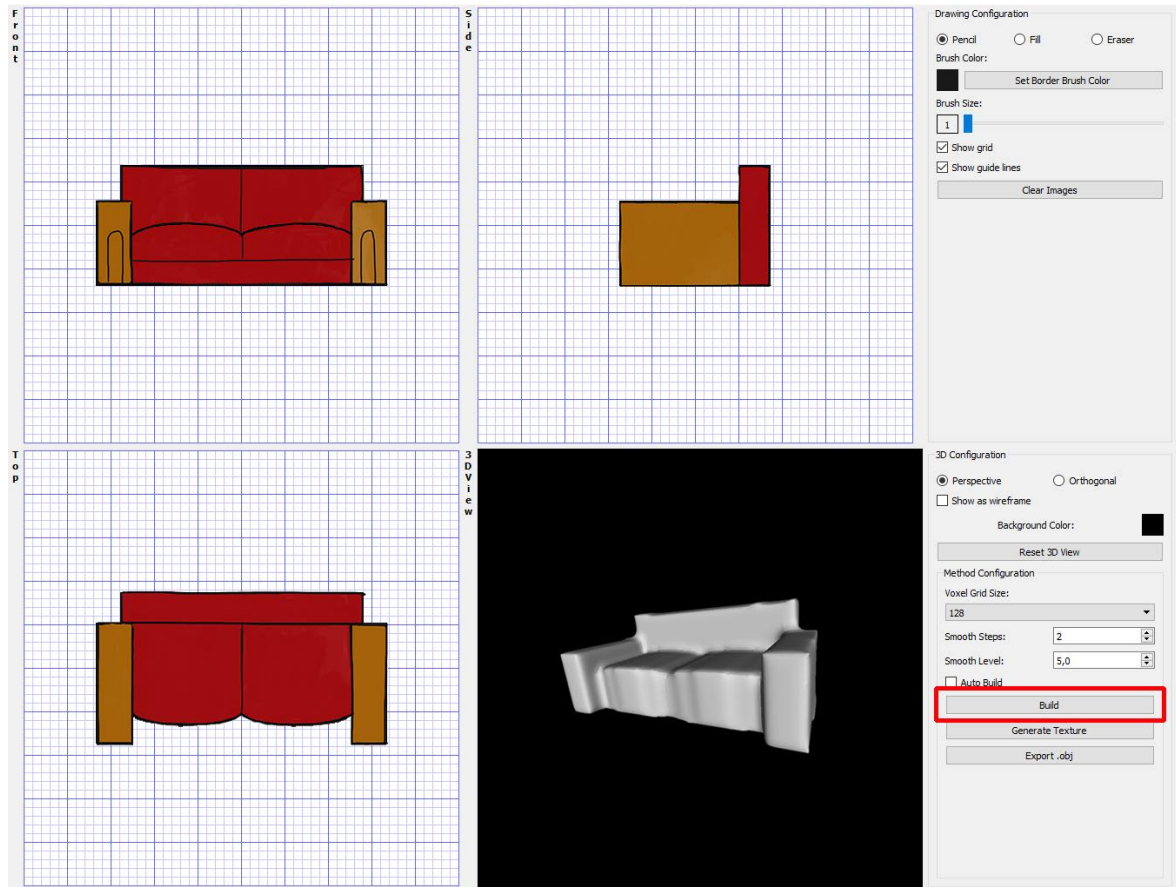 Front
Side
Drawing Configuration
Pencil Fill Eraser
Brush Color:
Set Border Brush Color
Brush Size:
1
Show grid
Show guide lines
Clear Images
Top
3DView
3D Configuration
Perspective Orthogonal
Show as wireframe
Background Color:
Reset 3D View
Method Configuration
Voxel Grid Size:
128
Smooth Steps: 2
Smooth Level: 5,0
Auto Build
Build
Generate Texture
Export .obj